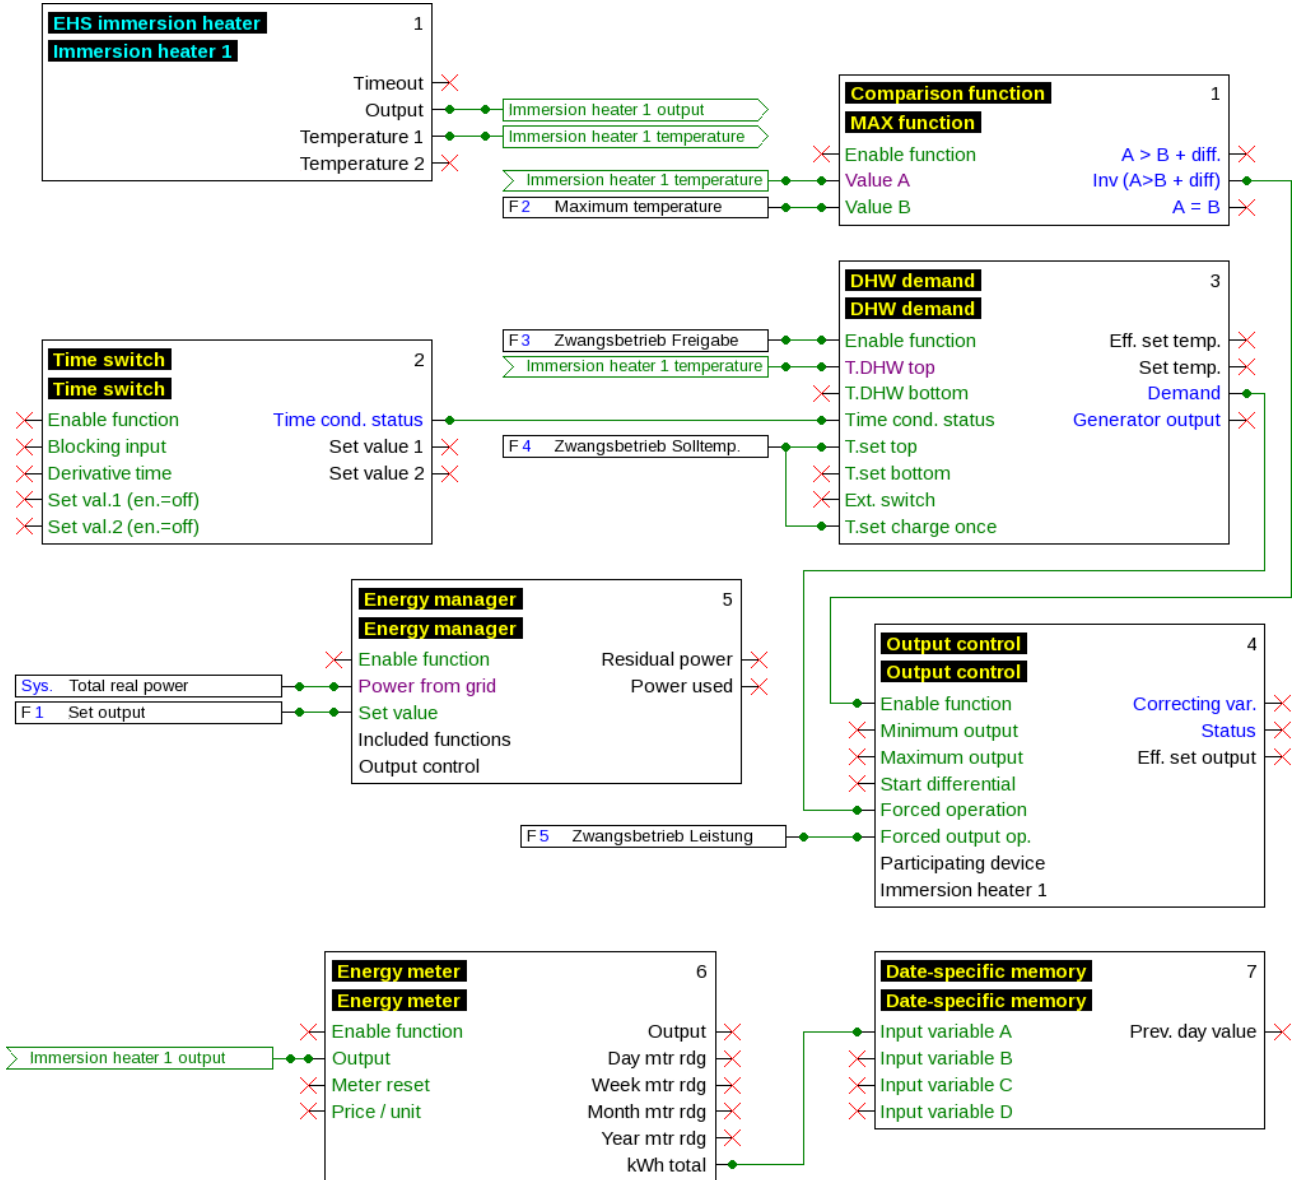 EHS immersion heater 1
Immersion heater 1
Timeout
Output
Temperature 1
Temperature 2
Immersion heater 1 output
Immersion heater 1 temperature
Comparison function 1
MAX function
Enable function A > B + diff.
Value A Inv (A>B + diff)
Value B A = B
Immersion heater 1 temperature
F 2 Maximum temperature
DHW demand 3
DHW demand
Enable function Eff. set temp.
T.DHW top Set temp.
T.DHW bottom Demand
Time cond. status Generator output
T.set top
T.set bottom
Ext. switch
T.set charge once
F 3 Zwangsbetrieb Freigabe
Immersion heater 1 temperature
F 4 Zwangsbetrieb Solltemp.
Time switch 2
Time switch
Enable function Time cond. status
Blocking input Set value 1
Derivative time Set value 2
Set val.1 (en.=off)
Set val.2 (en.=off)
Energy manager 5
Energy manager
Enable function Residual power
Power from grid Power used
Set value
Included functions
Output control
Sys. Total real power
F 1 Set output
Output control 4
Output control
Enable function Correcting var.
Minimum output Status
Maximum output Eff. set output
Start differential
Forced operation
Forced output op.
Participating device
Immersion heater 1
F 5 Zwangsbetrieb Leistung
Energy meter 6
Energy meter
Enable function Output
Output Day mtr rdg
Meter reset Week mtr rdg
Price / unit Month mtr rdg
Year mtr rdg
kWh total
Immersion heater 1 output
Date-specific memory 7
Date-specific memory
Input variable A Prev. day value
Input variable B
Input variable C
Input variable D